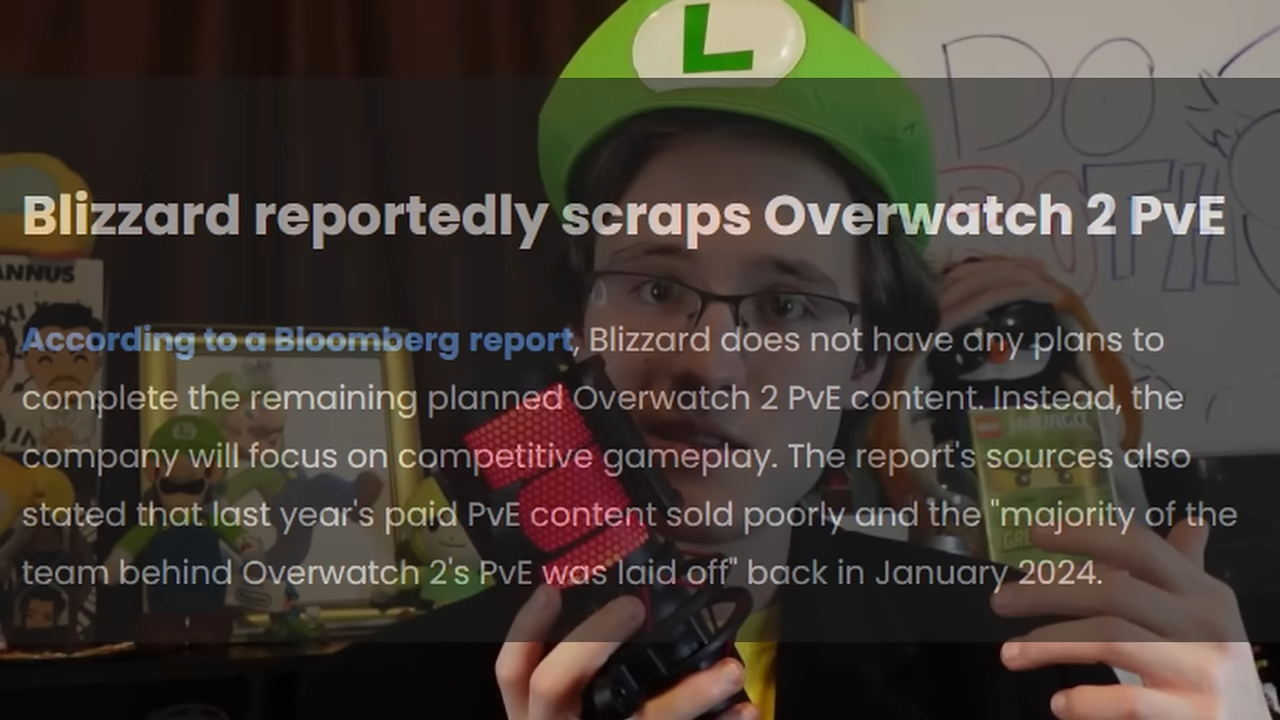 L
DO
Blizzard reportedly scraps Overwatch 2 PvE
ANNUS
According to a Bloomberg report, Blizzard does not have any plans to
complete the remaining planned Overwatch 2 PvE content. Instead, the
company will focus on competitive gameplay. The report's sources also
stated that last year's paid PvE content sold poorly and the "majority of the
team behind Overwatch 2's PvE was laid off" back in January 2024.